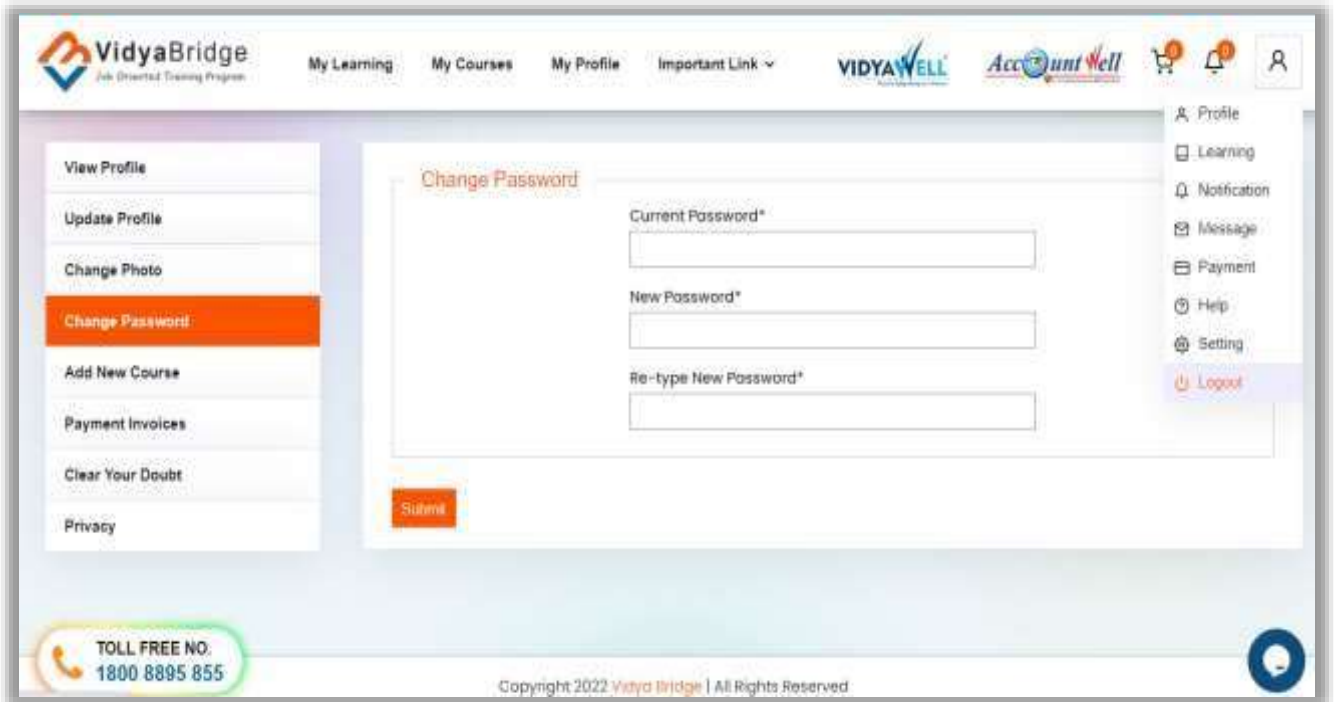 VidyaBridge
Job Oriented Training Program
My Learning
My Courses
My Profile
Important Link
VIDYAWELL
AccountWell
0
0
Profile
Learning
Notification
Message
Payment
Help
Setting
Logout
View Profile
Update Profile
Change Photo
Change Password
Add New Course
Payment Invoices
Clear Your Doubt
Privacy
Change Password
Current Password*
New Password*
Re-type New Password*
Submit
TOLL FREE NO.
1800 8895 855
Copyright 2022 Vidya Bridge | All Rights Reserved